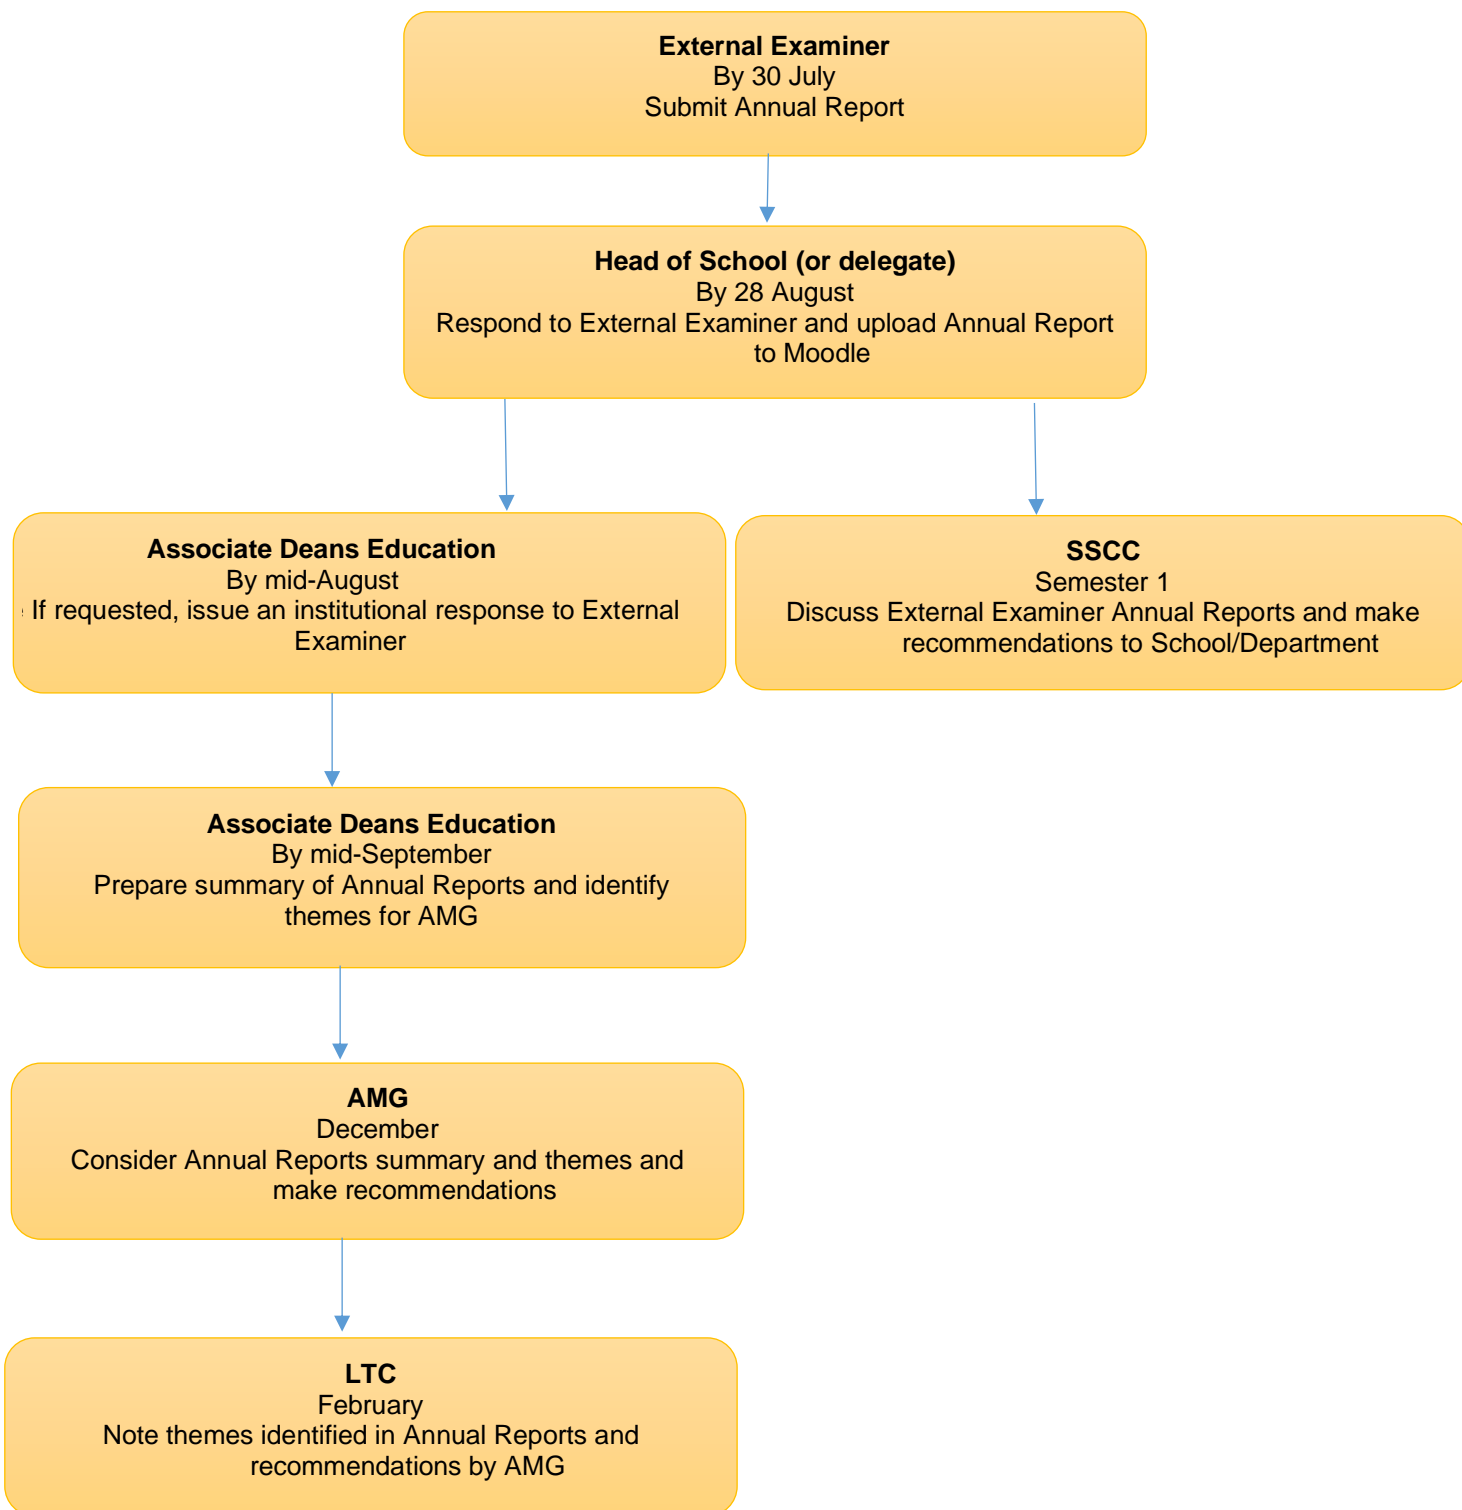 External Examiner
By 30 July
Submit Annual Report
Head of School (or delegate)
By 28 August
Respond to External Examiner and upload Annual Report
to Moodle
Associate Deans Education
By mid-August
If requested, issue an institutional response to External
Examiner
SSCC
Semester 1
Discuss External Examiner Annual Reports and make
recommendations to School/Department
Associate Deans Education
By mid-September
Prepare summary of Annual Reports and identify
themes for AMG
AMG
December
Consider Annual Reports summary and themes and
make recommendations
LTC
February
Note themes identified in Annual Reports and
recommendations by AMG